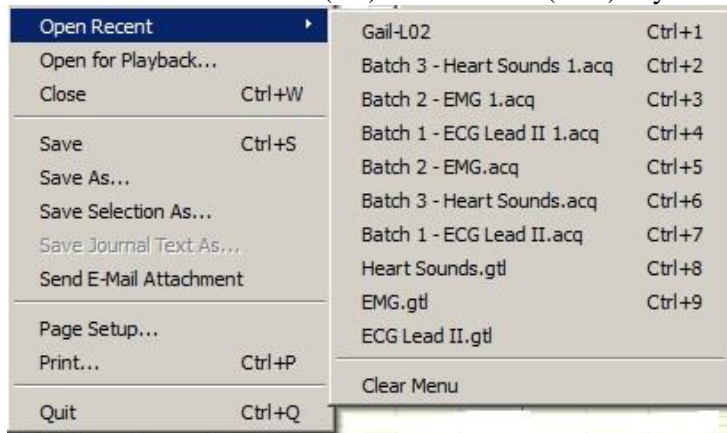 Open Recent
Open for Playback...
Close Ctrl+W
Save Ctrl+S
Save As...
Save Selection As...
Save Journal Text As...
Send E-Mail Attachment
Page Setup...
Print... Ctrl+P
Quit Ctrl+Q
Gail-L02 Ctrl+1
Batch 3 - Heart Sounds 1.acq Ctrl+2
Batch 2 - EMG 1.acq Ctrl+3
Batch 1 - ECG Lead II 1.acq Ctrl+4
Batch 2 - EMG.acq Ctrl+5
Batch 3 - Heart Sounds.acq Ctrl+6
Batch 1 - ECG Lead II.acq Ctrl+7
Heart Sounds.gtl Ctrl+8
EMG.gtl Ctrl+9
ECG Lead II.gtl
Clear Menu